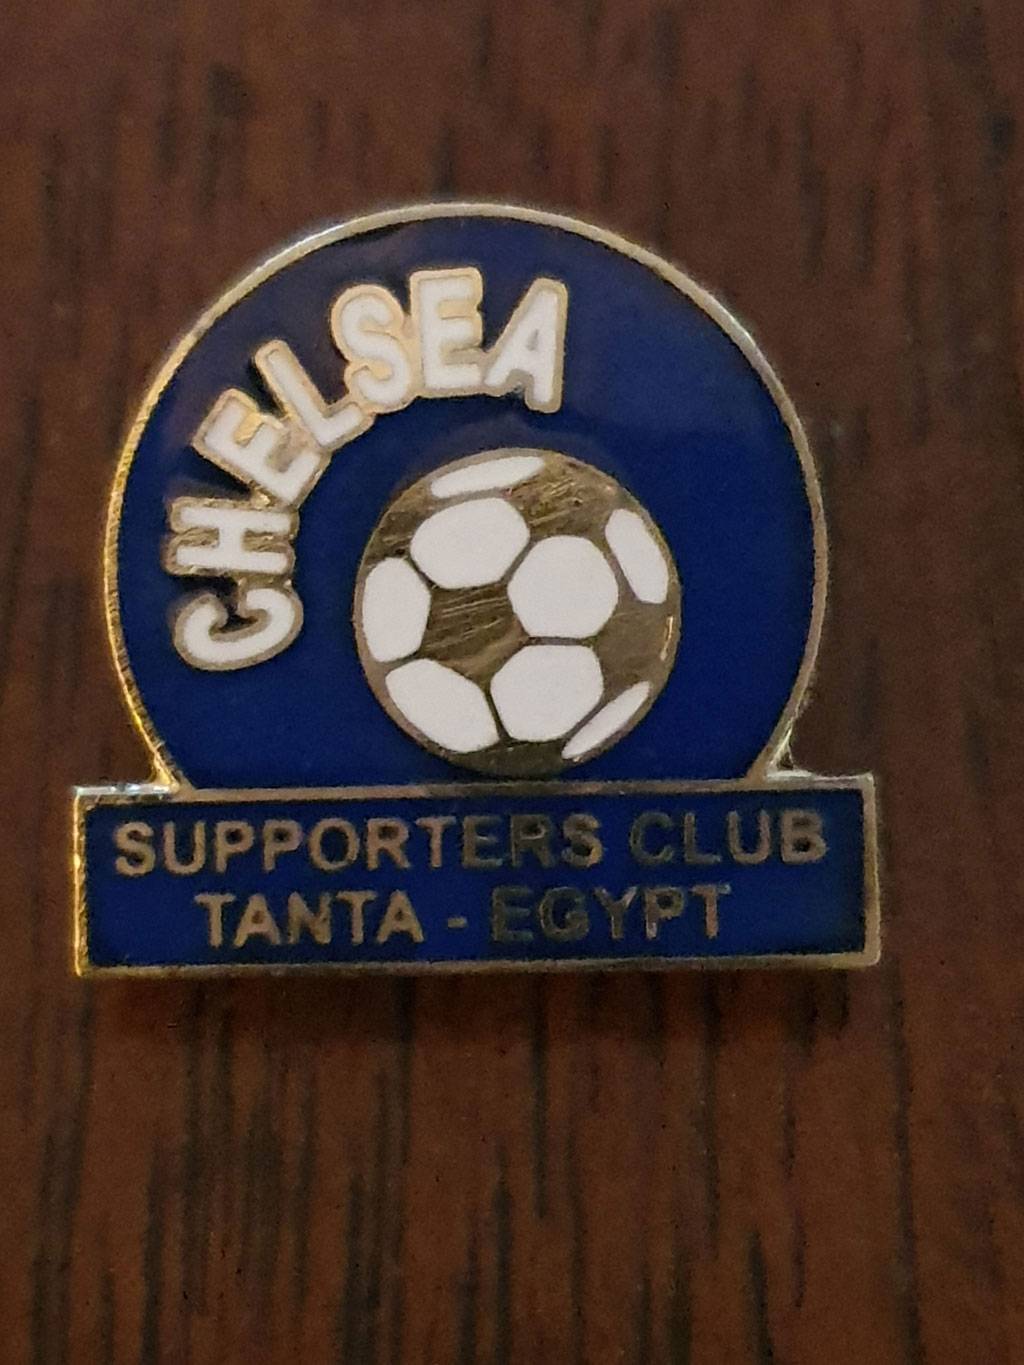 CHELSEA
SUPPORTERS CLUB
TANTA - EGYPT